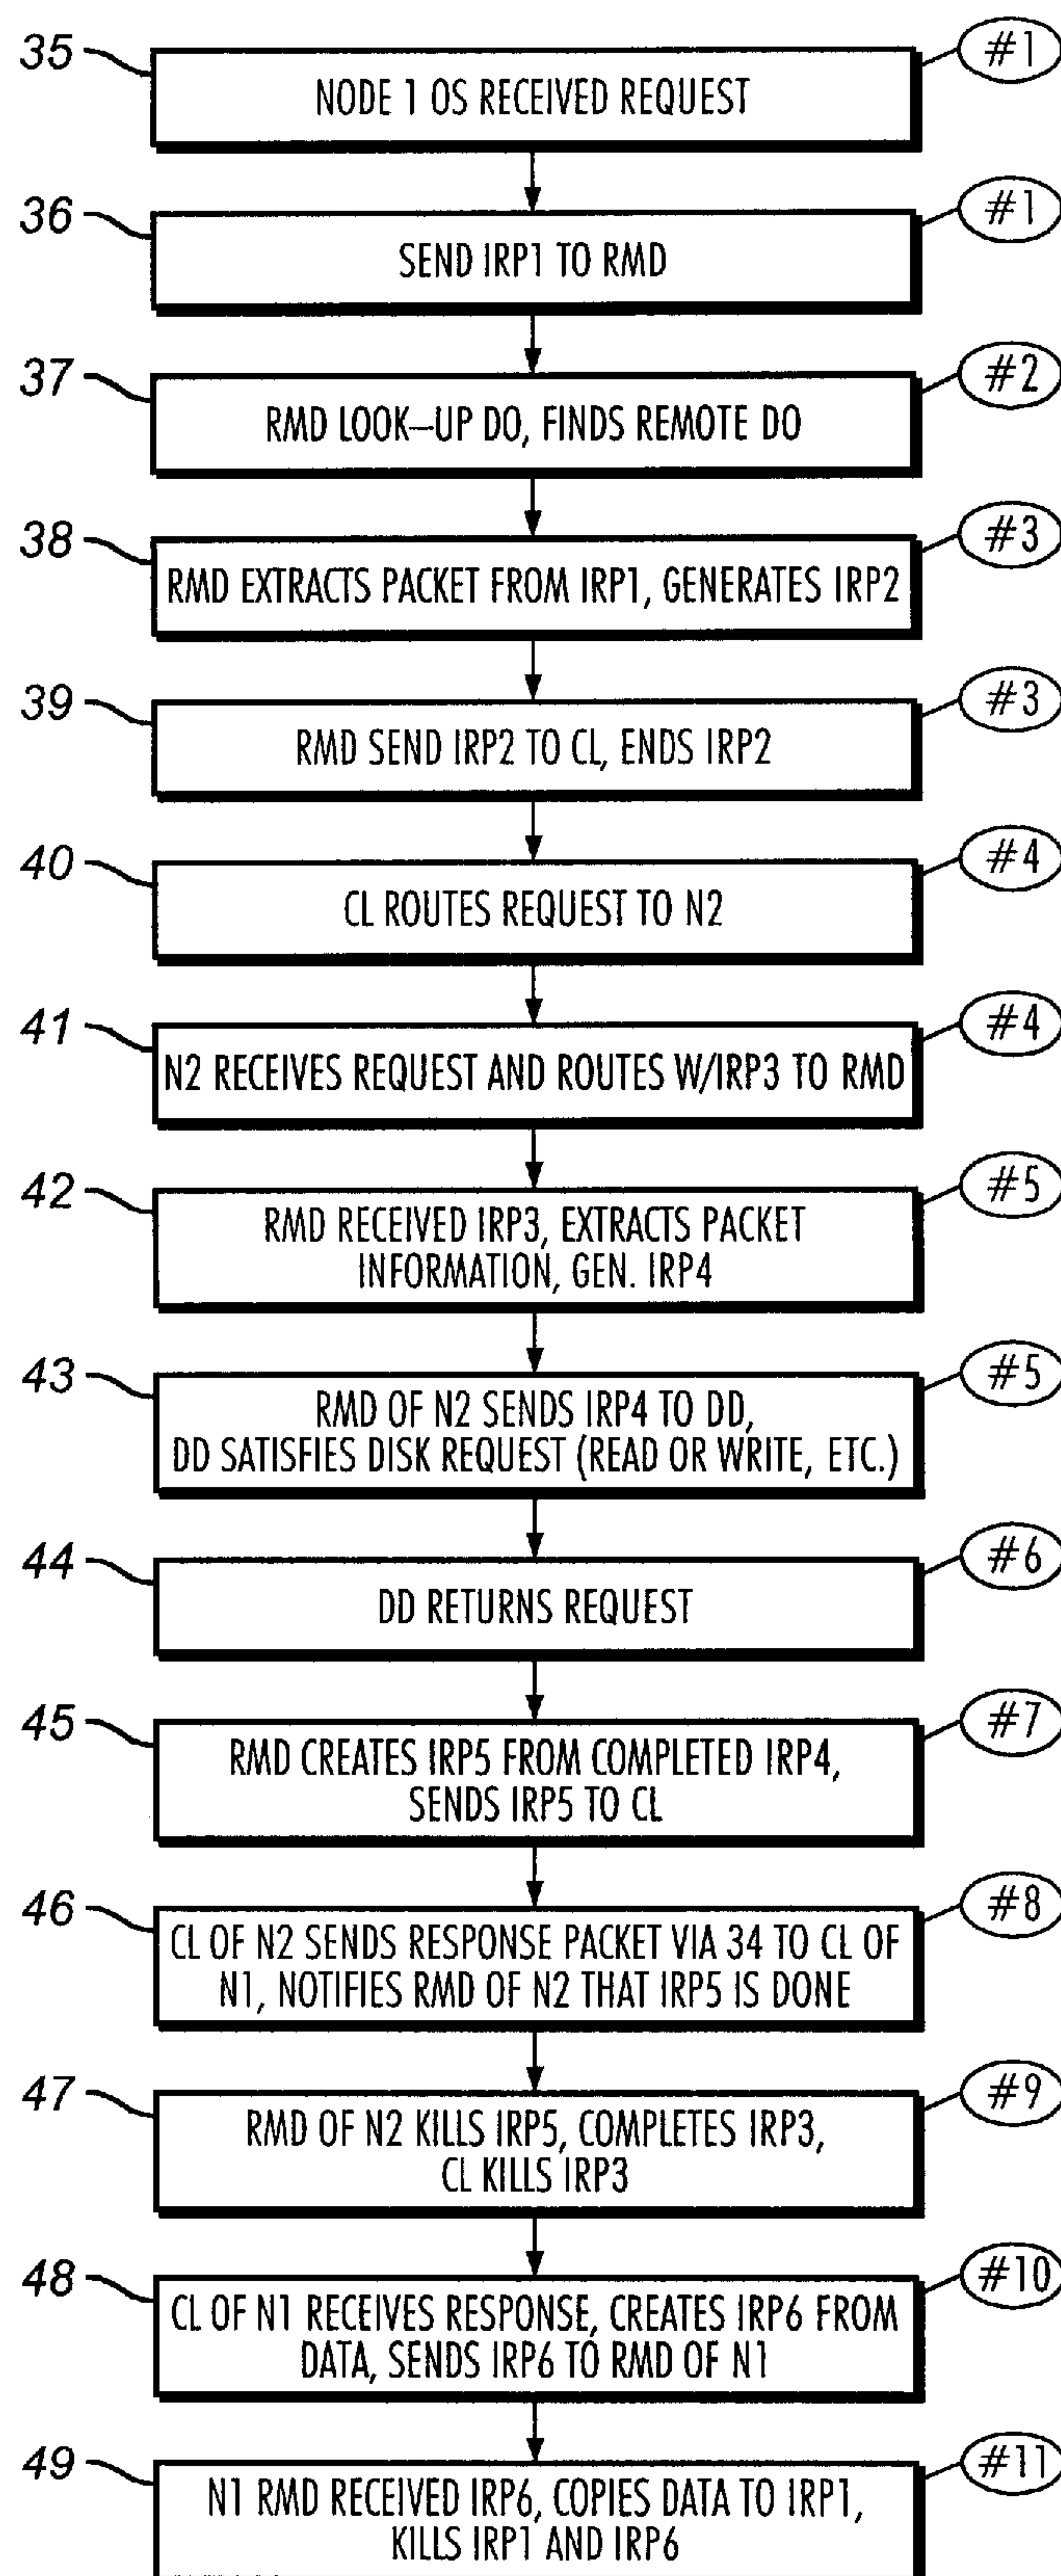 35
#1
NODE 1 OS RECEIVED REQUEST
36
#1
SEND IRP1 TO RMD
37
#2
RMD LOOK–UP DO, FINDS REMOTE DO
38
#3
RMD EXTRACTS PACKET FROM IRP1, GENERATES IRP2
39
#3
RMD SEND IRP2 TO CL, ENDS IRP2
40
#4
CL ROUTES REQUEST TO N2
41
#4
N2 RECEIVES REQUEST AND ROUTES W/IRP3 TO RMD
42
#5
RMD RECEIVED IRP3, EXTRACTS PACKET
INFORMATION, GEN. IRP4
43
#5
RMD OF N2 SENDS IRP4 TO DD,
DD SATISFIES DISK REQUEST (READ OR WRITE, ETC.)
44
#6
DD RETURNS REQUEST
45
#7
RMD CREATES IRP5 FROM COMPLETED IRP4,
SENDS IRP5 TO CL
46
#8
CL OF N2 SENDS RESPONSE PACKET VIA 34 TO CL OF
N1, NOTIFIES RMD OF N2 THAT IRP5 IS DONE
47
#9
RMD OF N2 KILLS IRP5, COMPLETES IRP3,
CL KILLS IRP3
48
#10
CL OF N1 RECEIVES RESPONSE, CREATES IRP6 FROM
DATA, SENDS IRP6 TO RMD OF N1
49
#11
N1 RMD RECEIVED IRP6, COPIES DATA TO IRP1,
KILLS IRP1 AND IRP6